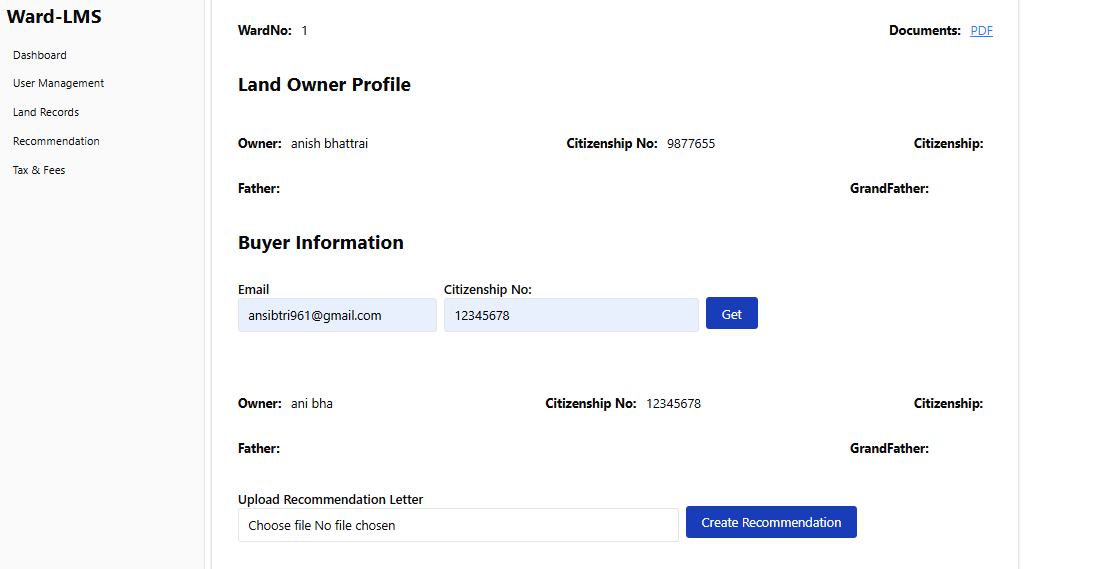 Ward-LMS
Dashboard
User Management
Land Records
Recommendation
Tax & Fees
WardNo: 1 Documents: PDF
Land Owner Profile
Owner: anish bhattrai Citizenship No: 9877655 Citizenship:
Father: GrandFather:
Buyer Information
Email Citizenship No:
ansibtri961@gmail.com 12345678 Get
Owner: ani bha Citizenship No: 12345678 Citizenship:
Father: GrandFather:
Upload Recommendation Letter
Choose file No file chosen Create Recommendation